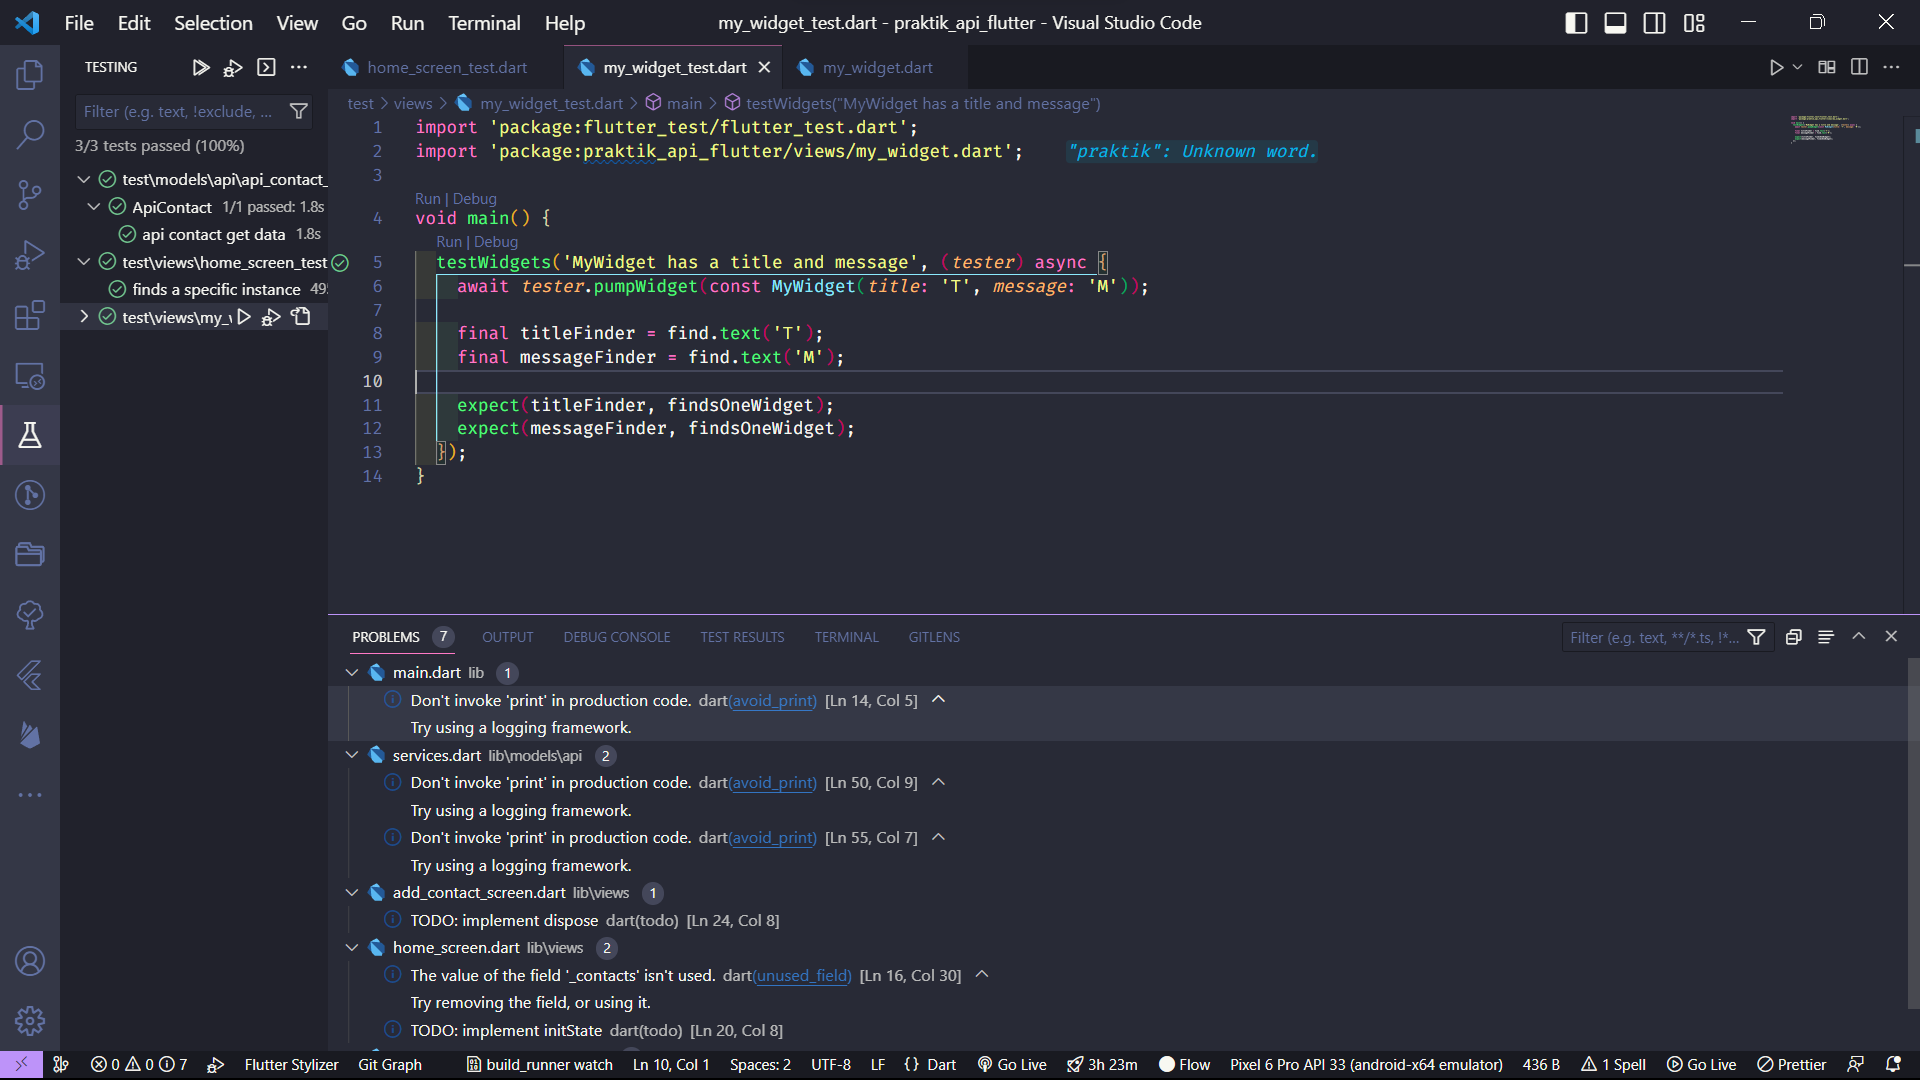 File Edit Selection View Go Run Terminal Help
my_widget_test.dart - praktik_api_flutter - Visual Studio Code
TESTING
home_screen_test.dart
my_widget_test.dart
my_widget.dart
Filter (e.g. text, !exclude, ...
3/3 tests passed (100%)
test\models\api\api_contact_
ApiContact 1/1 passed: 1.8s
api contact get data 1.8s
test\views\home_screen_test
finds a specific instance 49
test\views\my_
test > views > my_widget_test.dart > main > testWidgets("MyWidget has a title and message")
1 import 'package:flutter_test/flutter_test.dart';
2 import 'package:praktik_api_flutter/views/my_widget.dart'; "praktik": Unknown word.
3
Run | Debug
4 void main() {
Run | Debug
5 testWidgets('MyWidget has a title and message', (tester) async {
6 await tester.pumpWidget(const MyWidget(title: 'T', message: 'M'));
7
8 final titleFinder = find.text('T');
9 final messageFinder = find.text('M');
10
11 expect(titleFinder, findsOneWidget);
12 expect(messageFinder, findsOneWidget);
13 });
14 }
PROBLEMS 7 OUTPUT DEBUG CONSOLE TEST RESULTS TERMINAL GITLENS
Filter (e.g. text, **/*.ts, !*...
main.dart lib 1
Don't invoke 'print' in production code. dart(avoid_print) [Ln 14, Col 5]
Try using a logging framework.
services.dart lib\models\api 2
Don't invoke 'print' in production code. dart(avoid_print) [Ln 50, Col 9]
Try using a logging framework.
Don't invoke 'print' in production code. dart(avoid_print) [Ln 55, Col 7]
Try using a logging framework.
add_contact_screen.dart lib\views 1
TODO: implement dispose dart(todo) [Ln 24, Col 8]
home_screen.dart lib\views 2
The value of the field '_contacts' isn't used. dart(unused_field) [Ln 16, Col 30]
Try removing the field, or using it.
TODO: implement initState dart(todo) [Ln 20, Col 8]
0 0 7 Flutter Stylizer Git Graph build_runner watch Ln 10, Col 1 Spaces: 2 UTF-8 LF {} Dart Go Live 3h 23m Flow Pixel 6 Pro API 33 (android-x64 emulator) 436 B 1 Spell Go Live Prettier